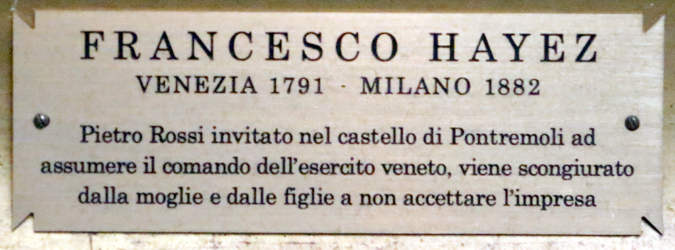 FRANCESCO HAYEZ
VENEZIA 1791 · MILANO 1882
Pietro Rossi invitato nel castello di Pontremoli ad
assumere il comando dell'esercito veneto, viene scongiurato
dalla moglie e dalle figlie a non accettare l'impresa